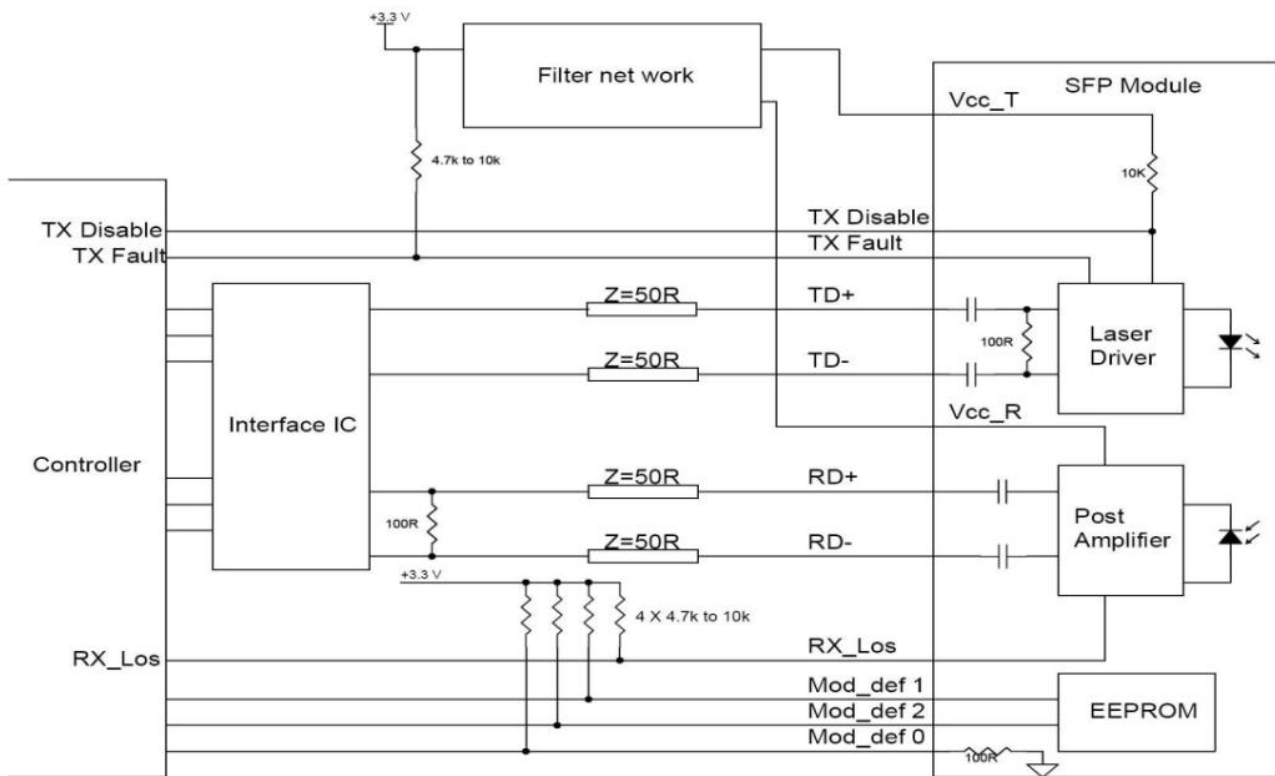 +3.3 V
Filter net work
SFP Module
Vcc_T
4.7k to 10k
10K
TX Disable
TX Disable
TX Fault
TX Fault
Z=50R
TD+
100R
Laser
Driver
Z=50R
TD-
Vcc_R
Interface IC
Controller
Z=50R
RD+
100R
Post
Amplifier
Z=50R
RD-
+3.3 V
4 X 4.7k to 10k
RX_Los
RX_Los
Mod_def 1
Mod_def 2
EEPROM
Mod_def 0
100R